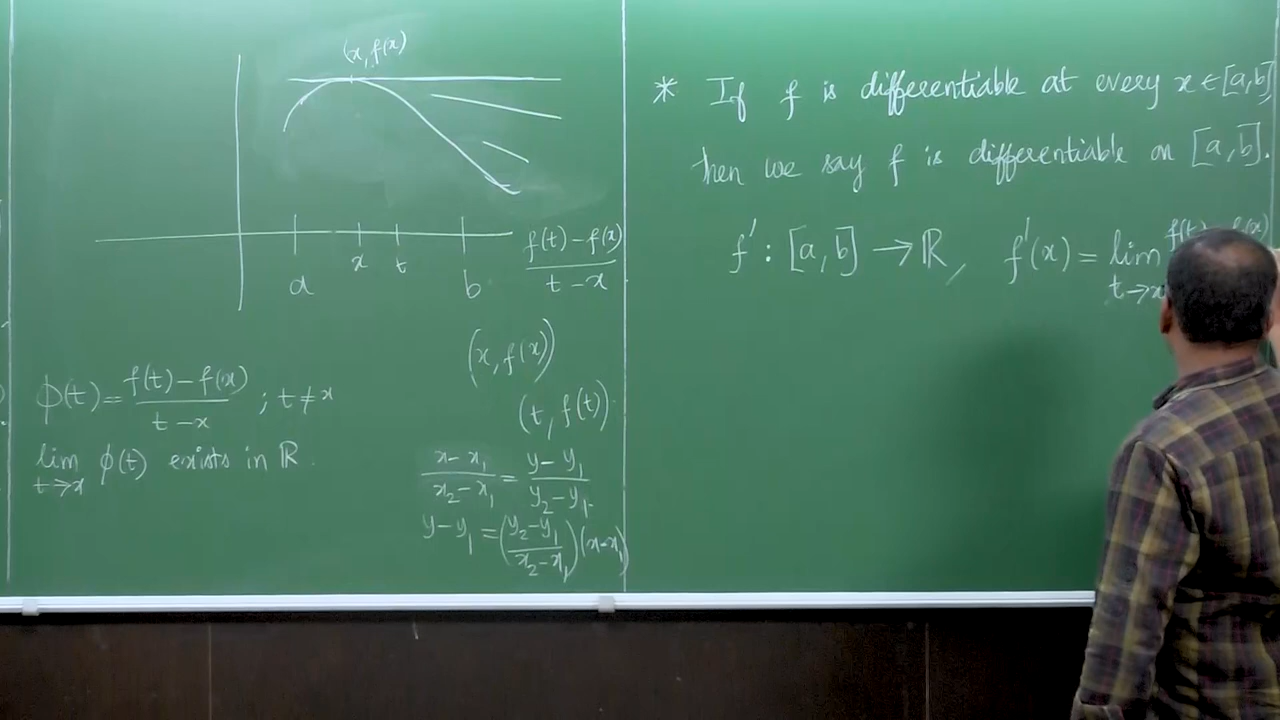 (x, f(x))
a x t b
f(t) – f(x) / t – x
(x, f(x))
(t, f(t))
ϕ(t) = f(t) – f(x) / t – x ; t ≠ x
lim t→x ϕ(t) exists in ℝ.
x – x₁ / x₂ – x₁ = y – y₁ / y₂ – y₁.
y – y₁ = (y₂ – y₁ / x₂ – x₁)(x – x₁)
* If f is differentiable at every x ∈ [a, b]
then we say f is differentiable on [a, b].
f' : [a, b] → ℝ, f'(x) = lim t→x f(t) f(x)